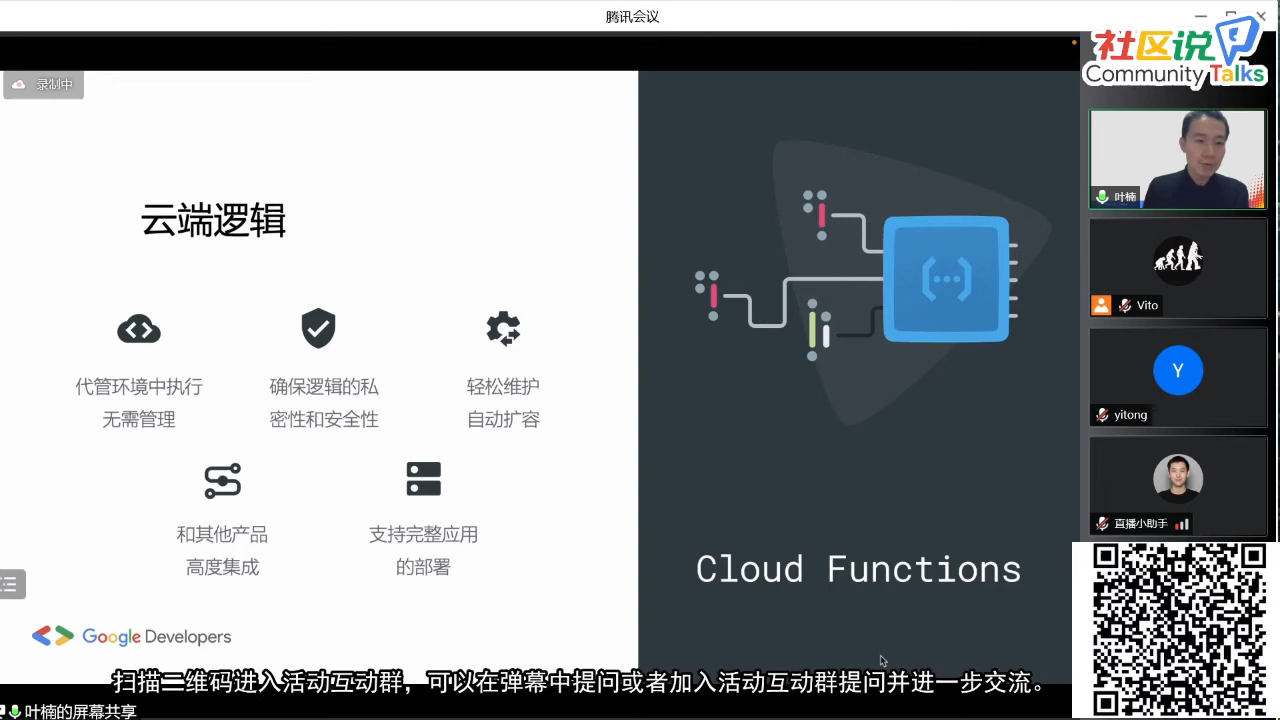 腾讯会议
社区说
Community Talks
录制中
云端逻辑
代管环境中执行
无需管理
确保逻辑的私
密性和安全性
轻松维护
自动扩容
和其他产品
高度集成
支持完整应用
的部署
Google Developers
Cloud Functions
叶楠
Vito
Y
yitong
直播小助手
扫描二维码进入活动互动群，可以在弹幕中提问或者加入活动互动群提问并进一步交流。
叶楠的屏幕共享